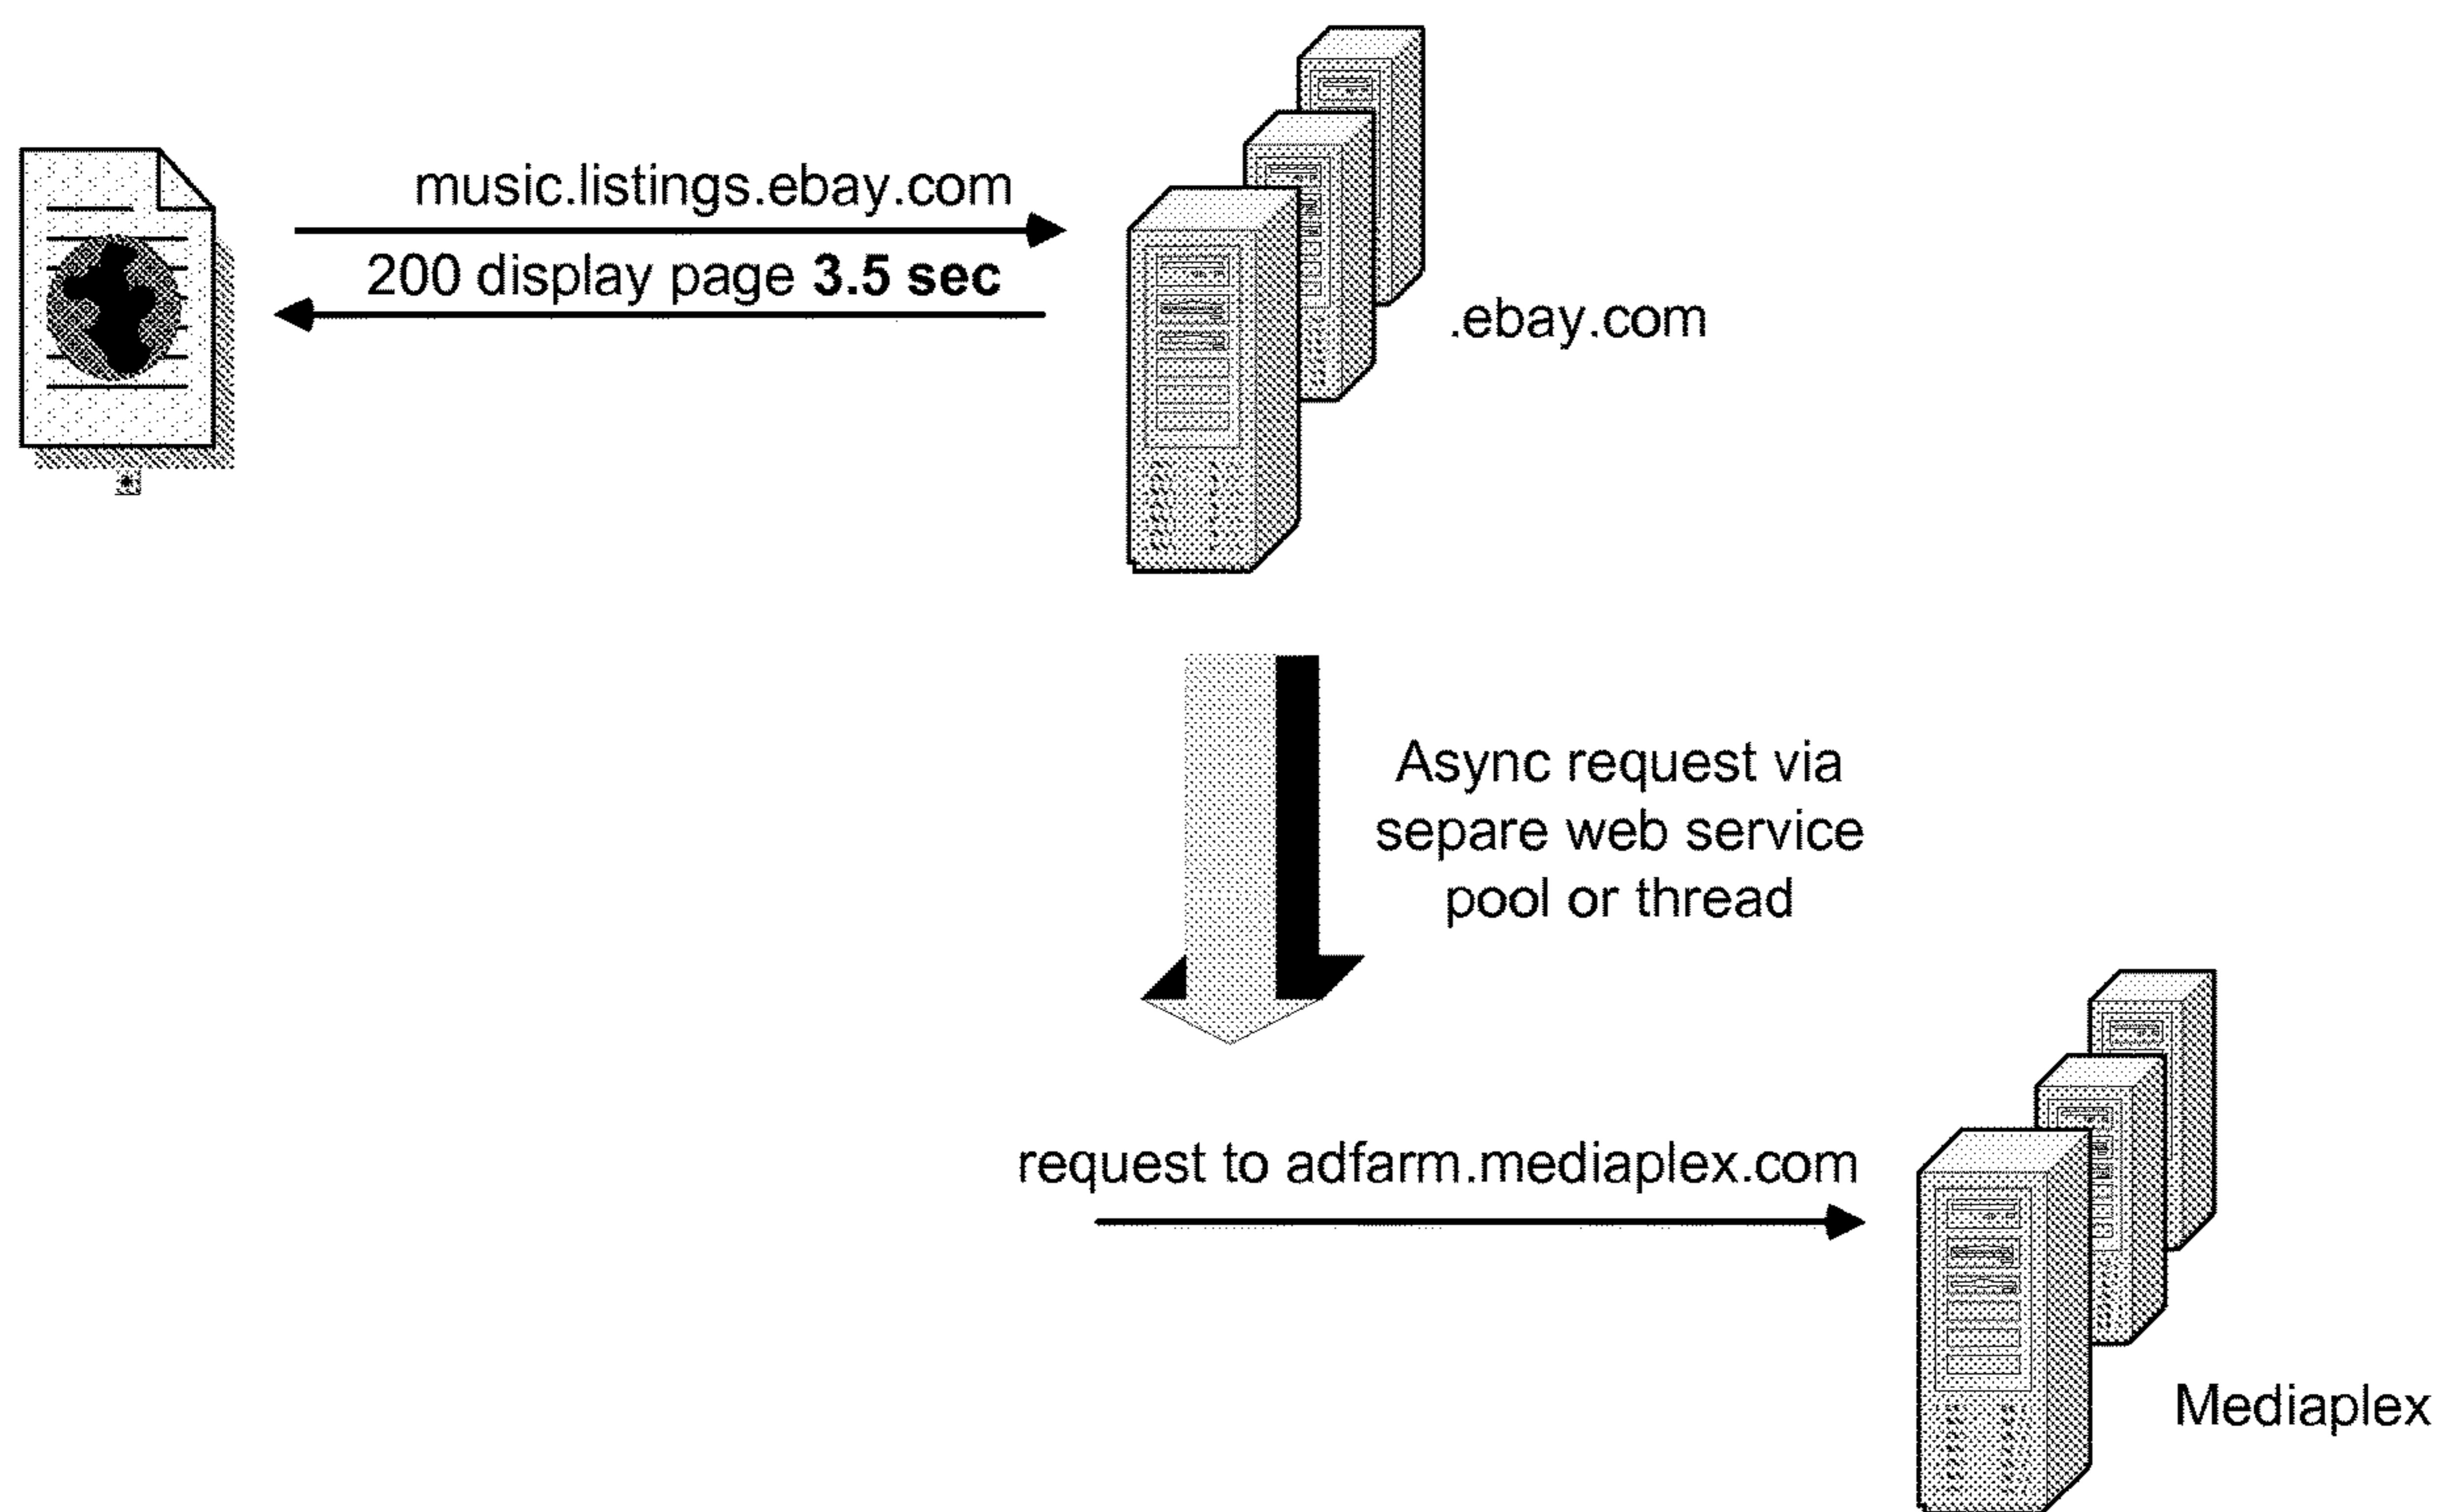 music.listings.ebay.com
200 display page 3.5 sec
.ebay.com
Async request via
separe web service
pool or thread
request to adfarm.mediaplex.com
Mediaplex